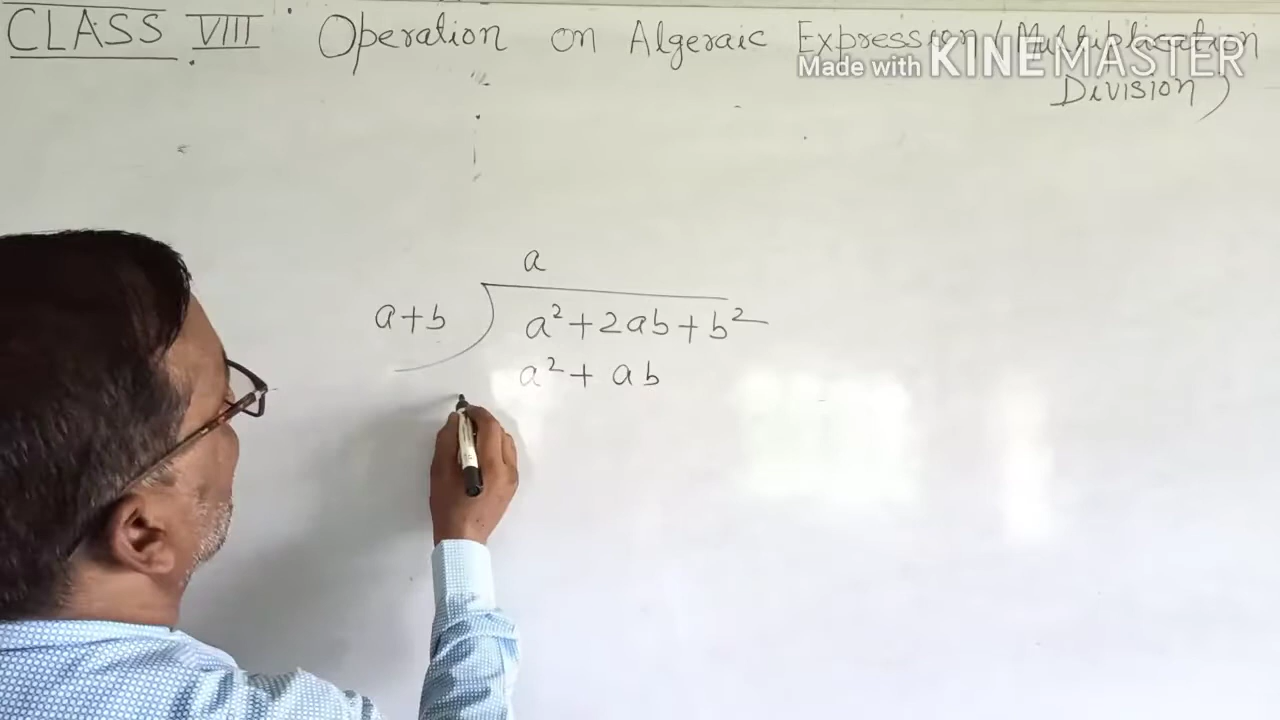 CLASS VIII Operation on Algeraic Expression (Multiplication
Made with KINEMASTER
Division)
a
a+b ) a²+2ab+b²
a²+ ab